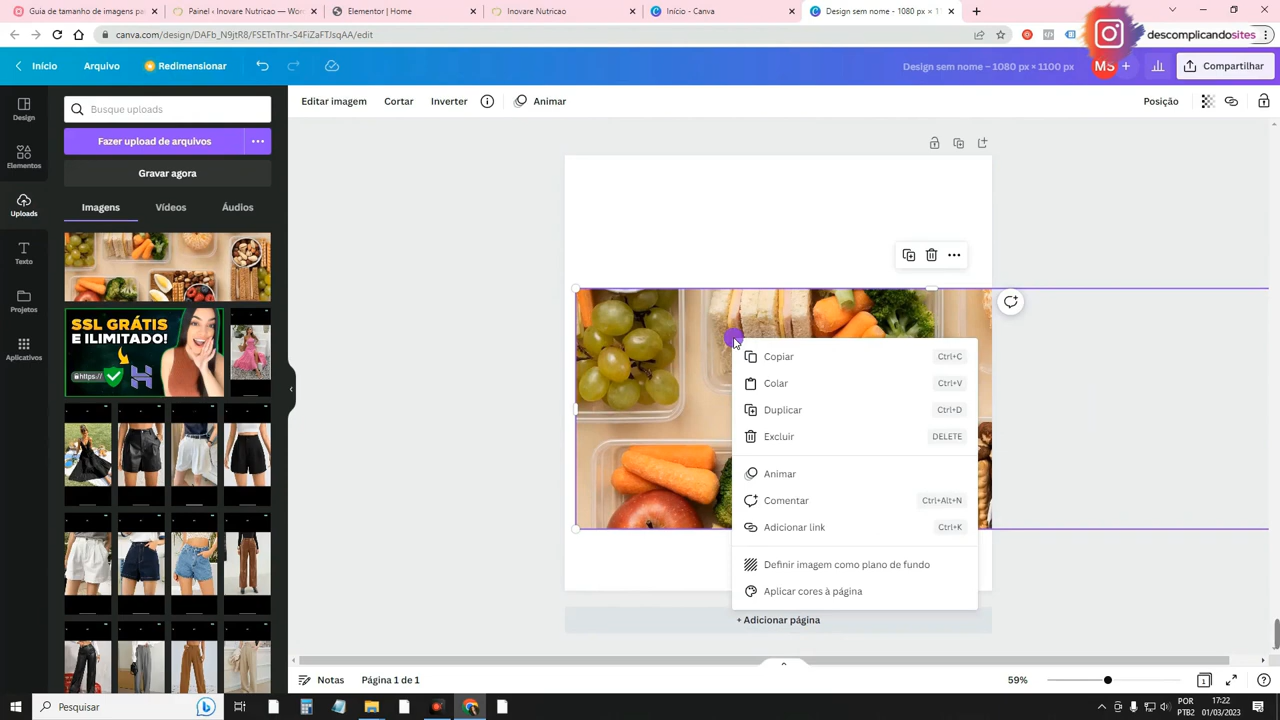 Guia de tamanho de imagens pa
Painel ‹ Inovare Nutricao — Wor
Elementor | Home
Inovare Nutricao
Início - Canva
Design sem nome - 1080 px × 1
canva.com/design/DAFb_N9jtR8/FSETnThr-S4FiZaFTJsqAA/edit
descomplicandosites
Início
Arquivo
Redimensionar
Design sem nome – 1080 px × 1100 px
MS
+
Compartilhar
Design
Elementos
Uploads
Texto
Projetos
Aplicativos
Busque uploads
Fazer upload de arquivos
Gravar agora
Imagens
Vídeos
Áudios
SSL GRÁTIS
E ILIMITADO!
https://
Editar imagem
Cortar
Inverter
Animar
Posição
Copiar Ctrl+C
Colar Ctrl+V
Duplicar Ctrl+D
Excluir DELETE
Animar
Comentar Ctrl+Alt+N
Adicionar link Ctrl+K
Definir imagem como plano de fundo
Aplicar cores à página
+ Adicionar página
Notas
Página 1 de 1
59%
1
Pesquisar
POR
PTB2
17:22
01/03/2023